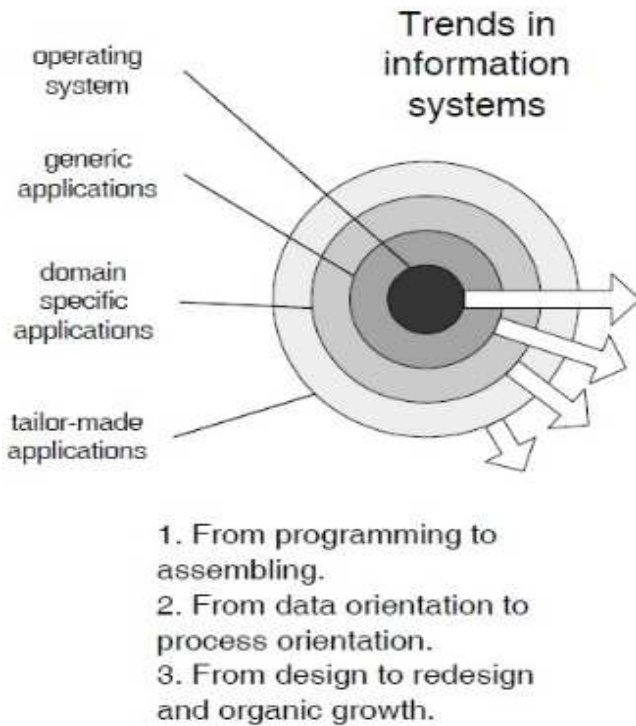 Trends in
information
systems
operating
system
generic
applications
domain
specific
applications
tailor-made
applications
1. From programming to
assembling.
2. From data orientation to
process orientation.
3. From design to redesign
and organic growth.